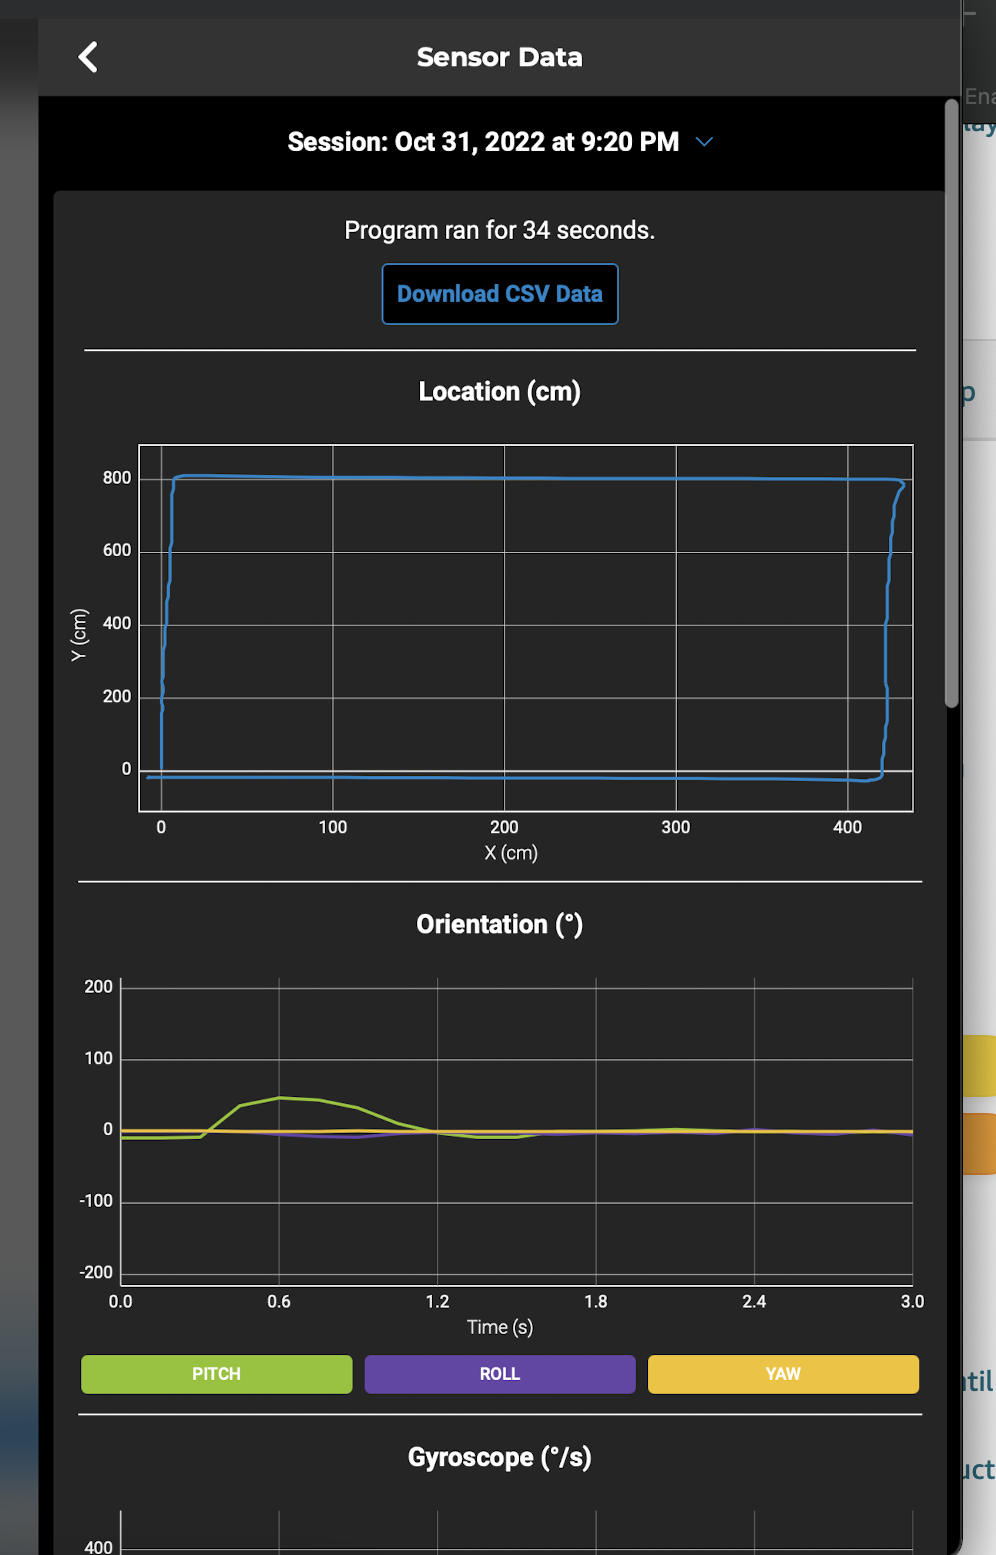 Sensor Data
Ena
Session: Oct 31, 2022 at 9:20 PM
Program ran for 34 seconds.
Download CSV Data
Location (cm)
800
600
400
200
0
Y (cm)
0 100 200 300 400
X (cm)
Orientation (°)
200
100
0
-100
-200
0.0 0.6 1.2 1.8 2.4 3.0
Time (s)
PITCH ROLL YAW
Gyroscope (°/s)
400